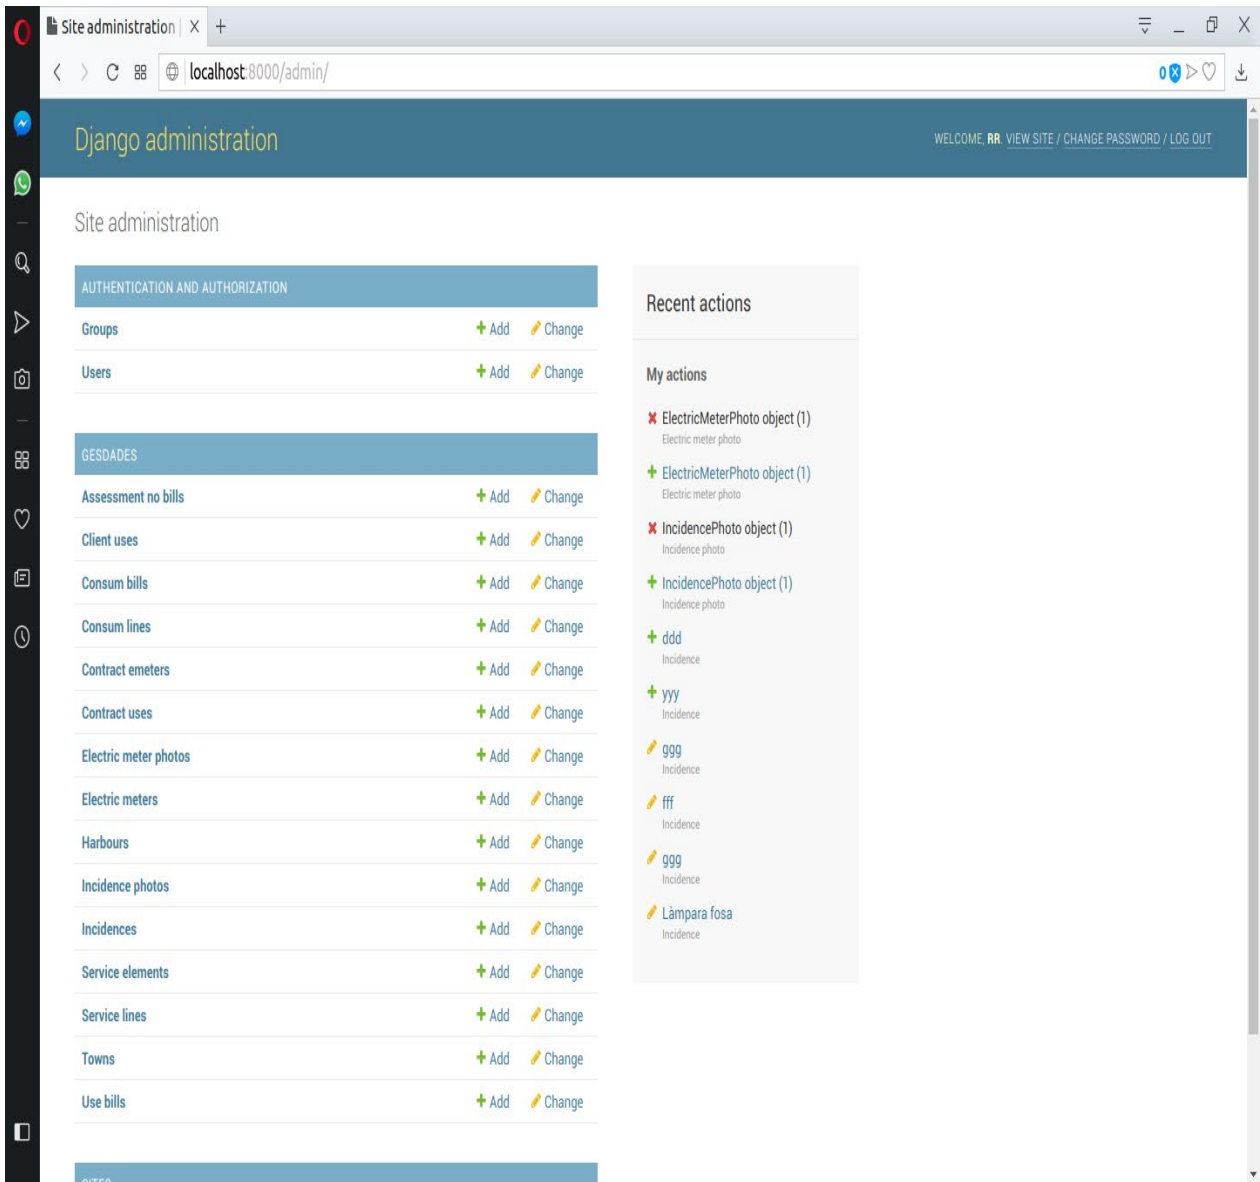 Site administration |
localhost:8000/admin/
0
Django administration
WELCOME, RR. VIEW SITE / CHANGE PASSWORD / LOG OUT
Site administration
AUTHENTICATION AND AUTHORIZATION
Groups Add Change
Users Add Change
GESDADES
Assessment no bills Add Change
Client uses Add Change
Consum bills Add Change
Consum lines Add Change
Contract emeters Add Change
Contract uses Add Change
Electric meter photos Add Change
Electric meters Add Change
Harbours Add Change
Incidence photos Add Change
Incidences Add Change
Service elements Add Change
Service lines Add Change
Towns Add Change
Use bills Add Change
SITES
Recent actions
My actions
ElectricMeterPhoto object (1)
Electric meter photo
ElectricMeterPhoto object (1)
Electric meter photo
IncidencePhoto object (1)
Incidence photo
IncidencePhoto object (1)
Incidence photo
ddd
Incidence
yyy
Incidence
ggg
Incidence
fff
Incidence
ggg
Incidence
Làmpara fosa
Incidence